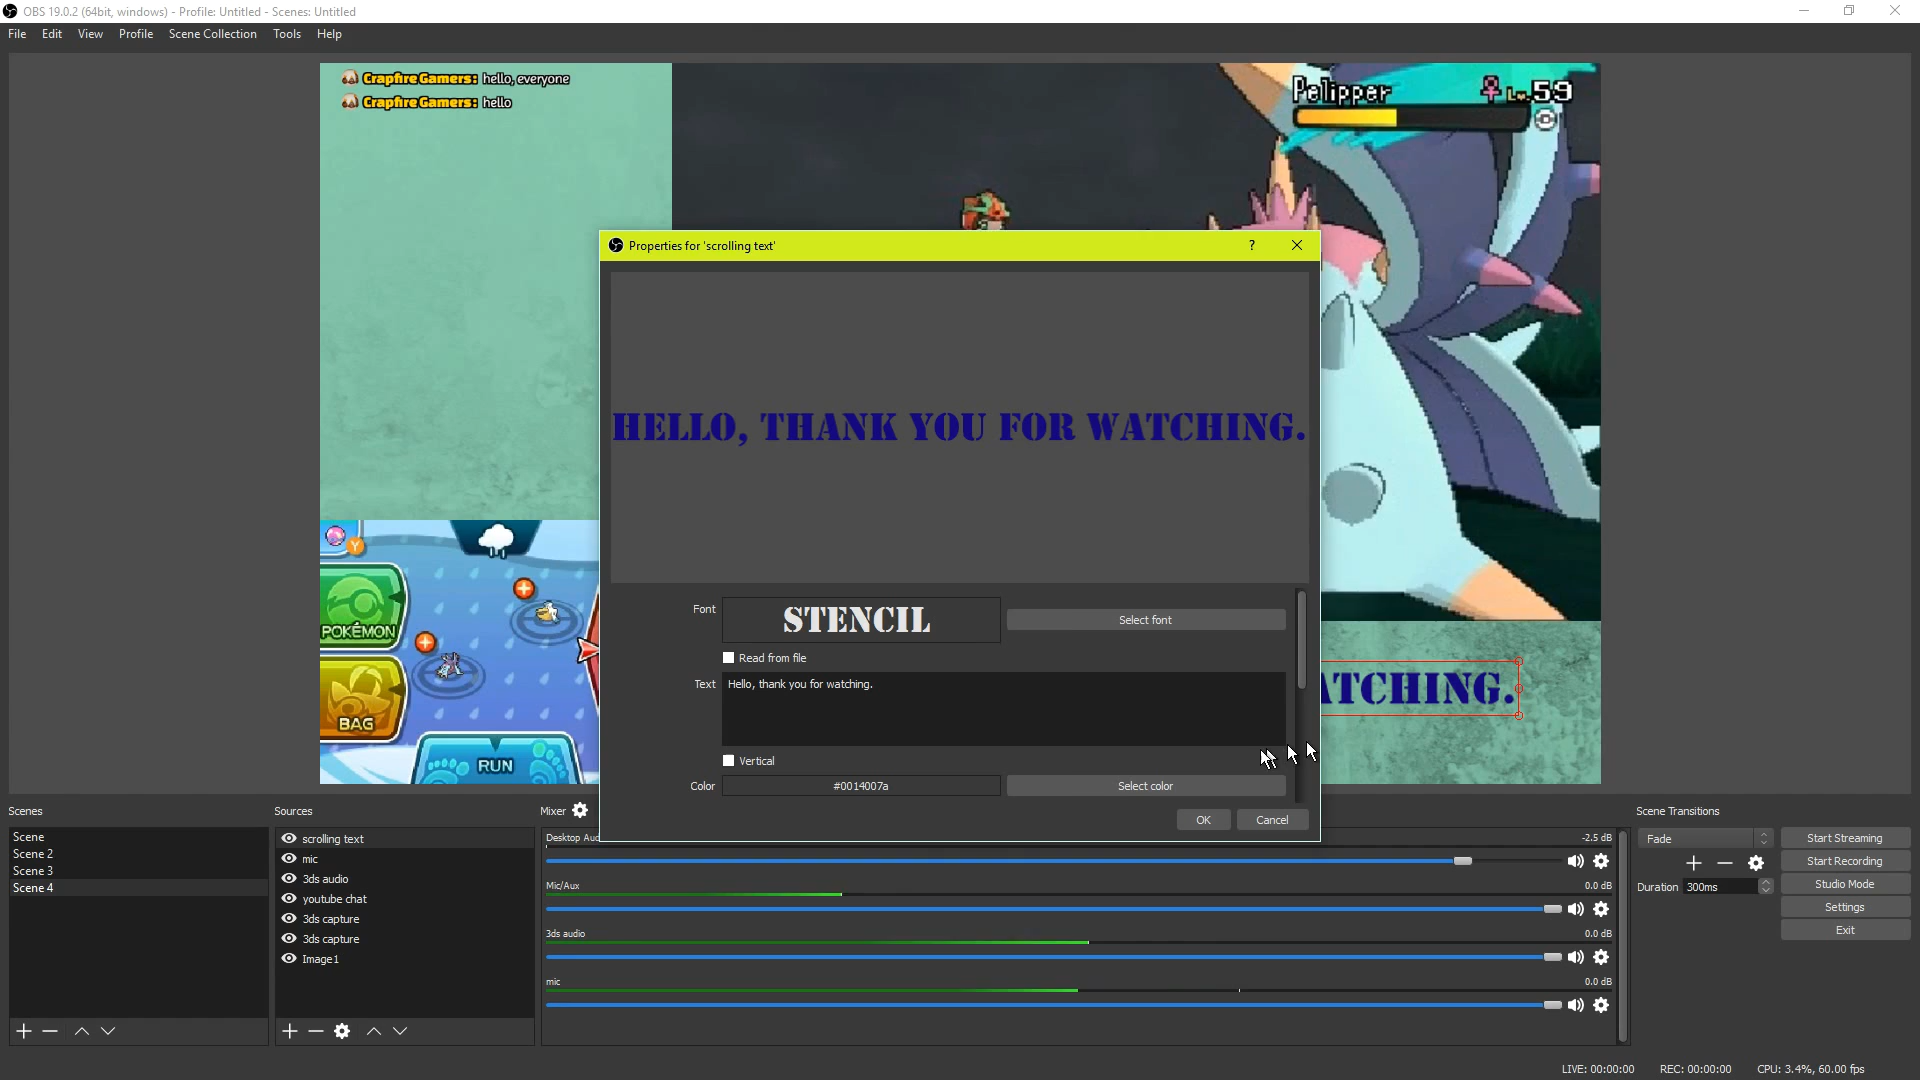 OBS 19.0.2 (64bit, windows) - Profile: Untitled - Scenes: Untitled
File Edit View Profile Scene Collection Tools Help
Crapfire Gamers: hello, everyone
Crapfire Gamers: hello
Pelipper Lv.59
Properties for 'scrolling text'
?
HELLO, THANK YOU FOR WATCHING.
Font STENCIL Select font
Read from file
Text Hello, thank you for watching.
Vertical
Color #0014007a Select color
OK Cancel
ATCHING.
Y
POKÉMON
BAG
RUN
Scenes
Scene
Scene 2
Scene 3
Scene 4
Sources
scrolling text
mic
3ds audio
youtube chat
3ds capture
3ds capture
Image1
Mixer
Desktop Aud -2.5 dB
Mic/Aux 0.0 dB
3ds audio 0.0 dB
mic 0.0 dB
Scene Transitions
Fade
Duration 300ms
Start Streaming
Start Recording
Studio Mode
Settings
Exit
LIVE: 00:00:00 REC: 00:00:00 CPU: 3.4%, 60.00 fps